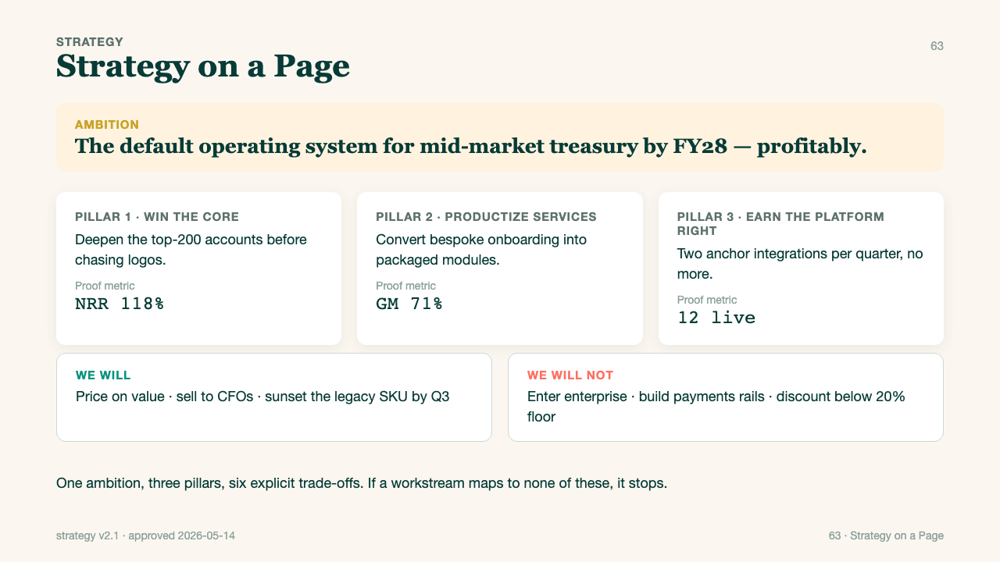 STRATEGY
63
Strategy on a Page
AMBITION
The default operating system for mid-market treasury by FY28 — profitably.
PILLAR 1 · WIN THE CORE
Deepen the top-200 accounts before
chasing logos.
Proof metric
NRR 118%
PILLAR 2 · PRODUCTIZE SERVICES
Convert bespoke onboarding into
packaged modules.
Proof metric
GM 71%
PILLAR 3 · EARN THE PLATFORM
RIGHT
Two anchor integrations per quarter, no
more.
Proof metric
12 live
WE WILL
Price on value · sell to CFOs · sunset the legacy SKU by Q3
WE WILL NOT
Enter enterprise · build payments rails · discount below 20%
floor
One ambition, three pillars, six explicit trade-offs. If a workstream maps to none of these, it stops.
strategy v2.1 · approved 2026-05-14
63 · Strategy on a Page